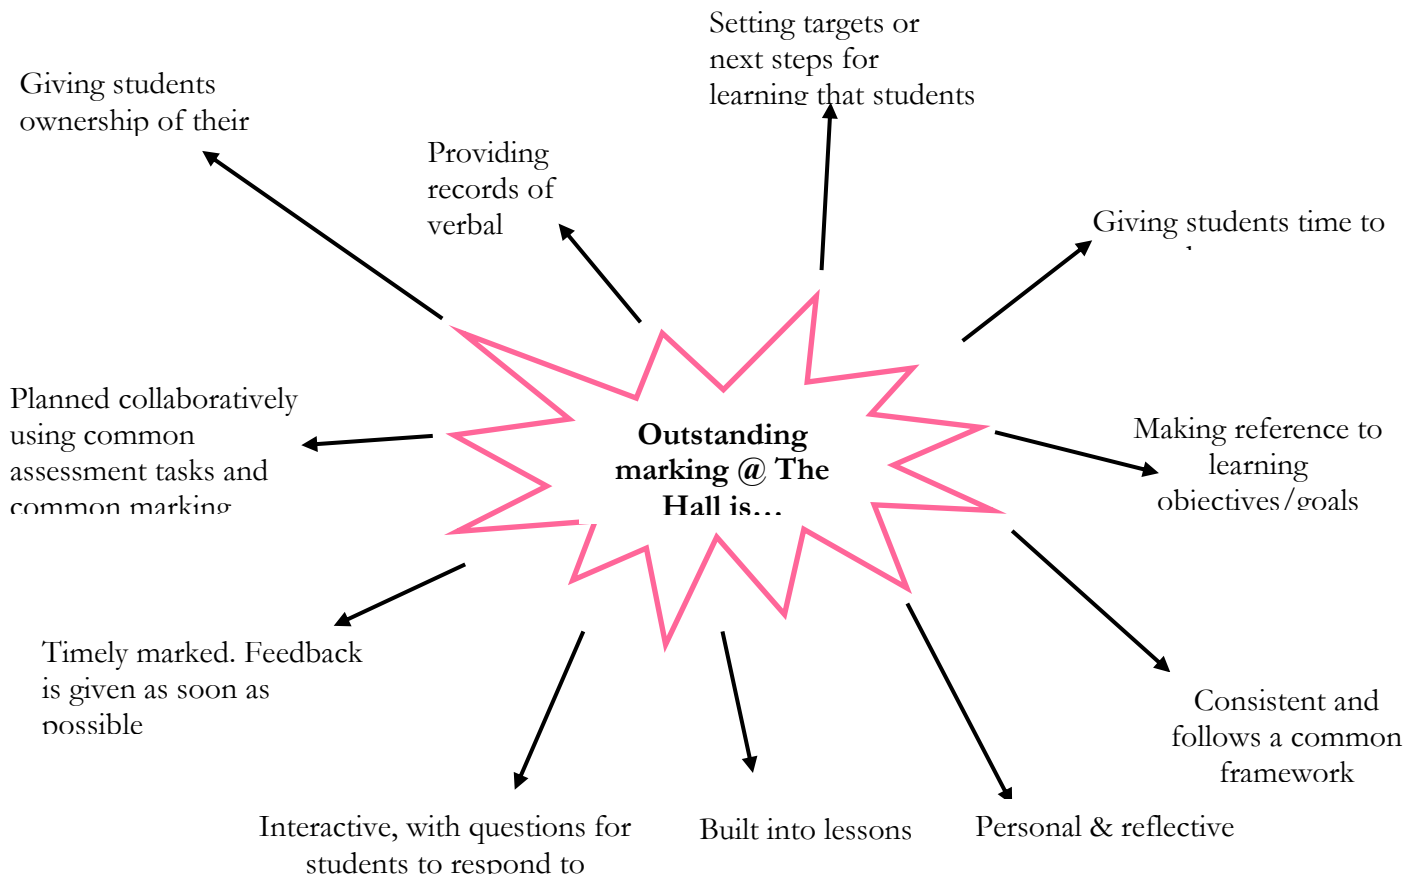 Setting targets or
next steps for
learning that students
Giving students
ownership of their
Providing
records of
verbal
Giving students time to
Planned collaboratively
using common
assessment tasks and
common marking
Outstanding
marking @ The
Hall is…
Making reference to
learning
objectives/goals
Timely marked. Feedback
is given as soon as
possible
Consistent and
follows a common
framework
Interactive, with questions for
students to respond to
Built into lessons
Personal & reflective